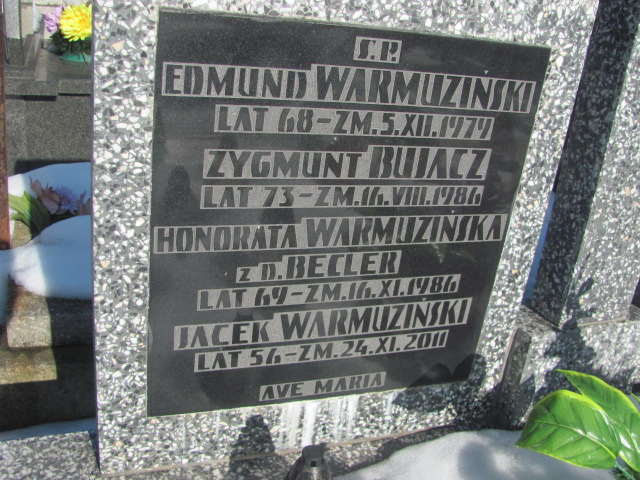 Ś.P.
EDMUND WARMUZIŃSKI
LAT 68 - ZM. 5.XII.1979
ZYGMUNT BUJACZ
LAT 73 - ZM. 16.VIII.1986
HONORATA WARMUZIŃSKA
Z D. BECLER
LAT 69 - ZM. 16.XI.1986
JACEK WARMUZIŃSKI
LAT 56 - ZM. 24.XI.2011
AVE MARIA